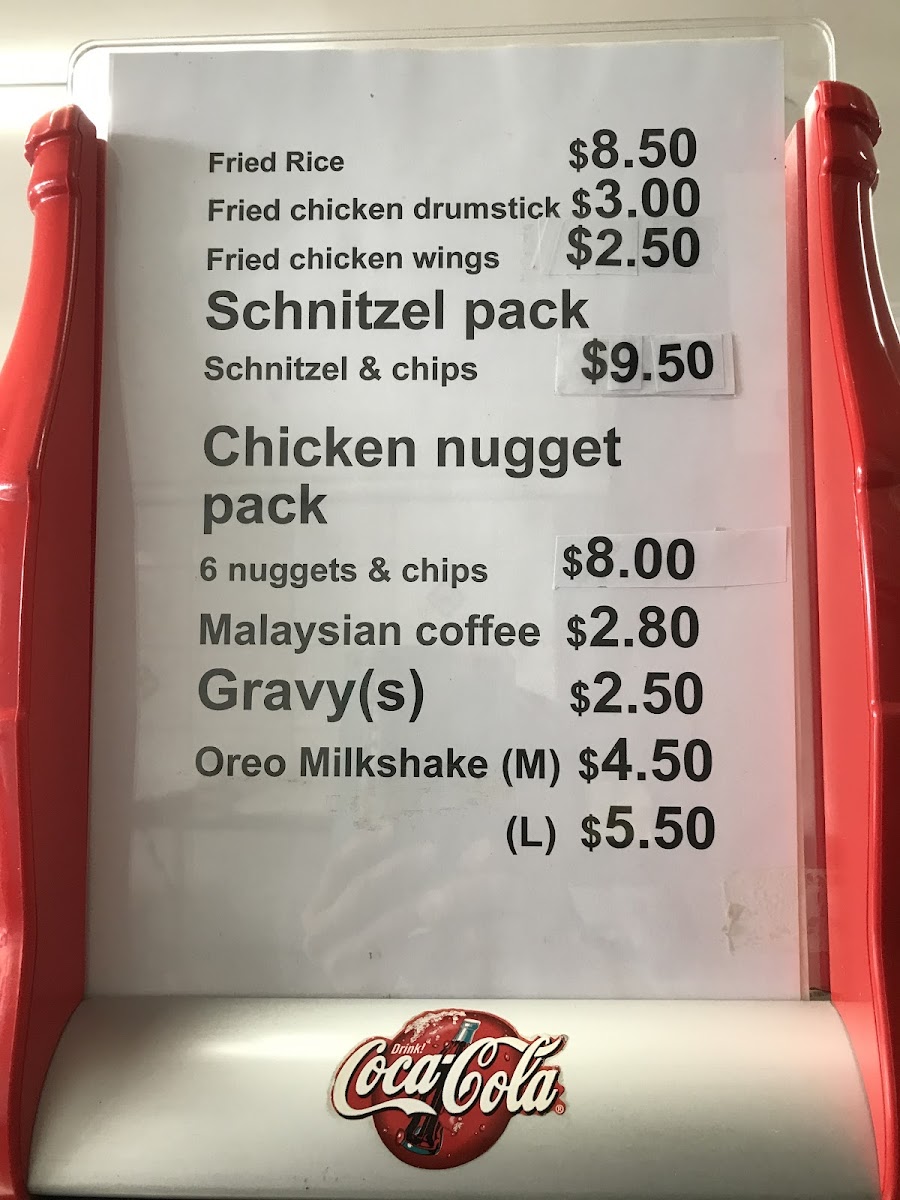 Fried Rice $8.50
Fried chicken drumstick $3.00
Fried chicken wings $2.50
Schnitzel pack
Schnitzel & chips $9.50
Chicken nugget
pack
6 nuggets & chips $8.00
Malaysian coffee $2.80
Gravy(s) $2.50
Oreo Milkshake (M) $4.50
(L) $5.50
Drink!
Coca-Cola®